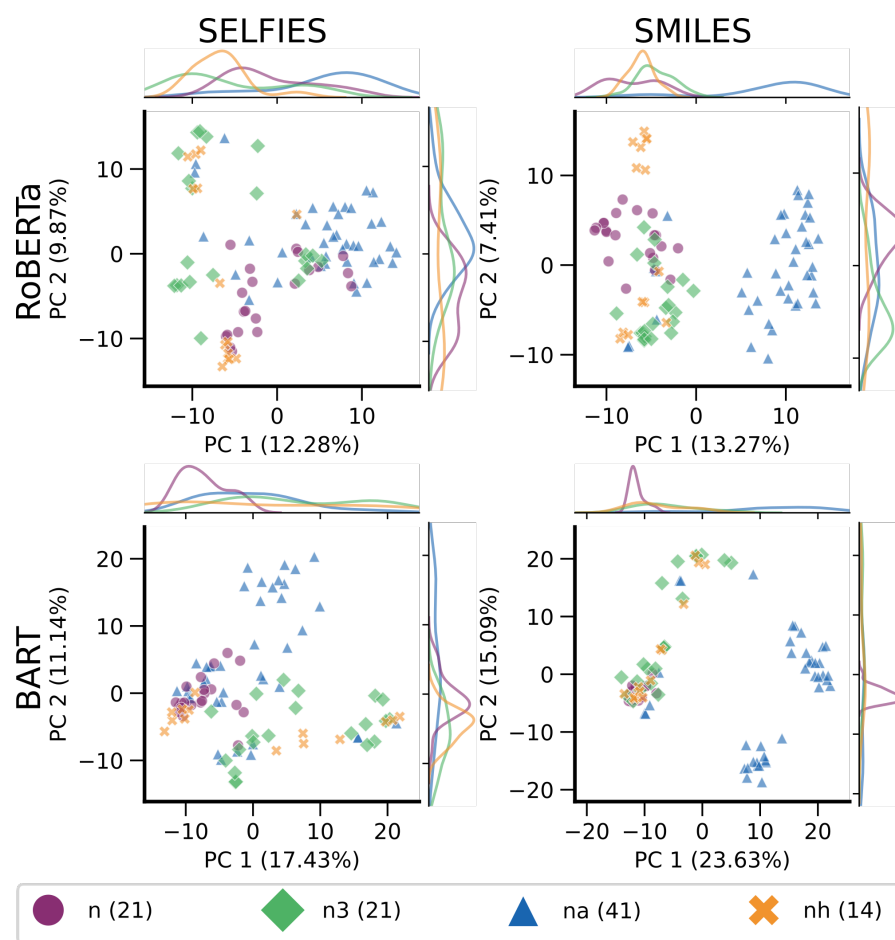 SELFIES SMILES
RoBERTa
PC 2 (9.87%)
10
0
−10
−10 0 10
PC 1 (12.28%)
PC 2 (7.41%)
10
0
−10
−10 0 10
PC 1 (13.27%)
BART
PC 2 (11.14%)
20
10
0
−10
−10 0 10 20
PC 1 (17.43%)
PC 2 (15.09%)
20
10
0
−10
−20
−20 −10 0 10 20
PC 1 (23.63%)
n (21) n3 (21) na (41) nh (14)